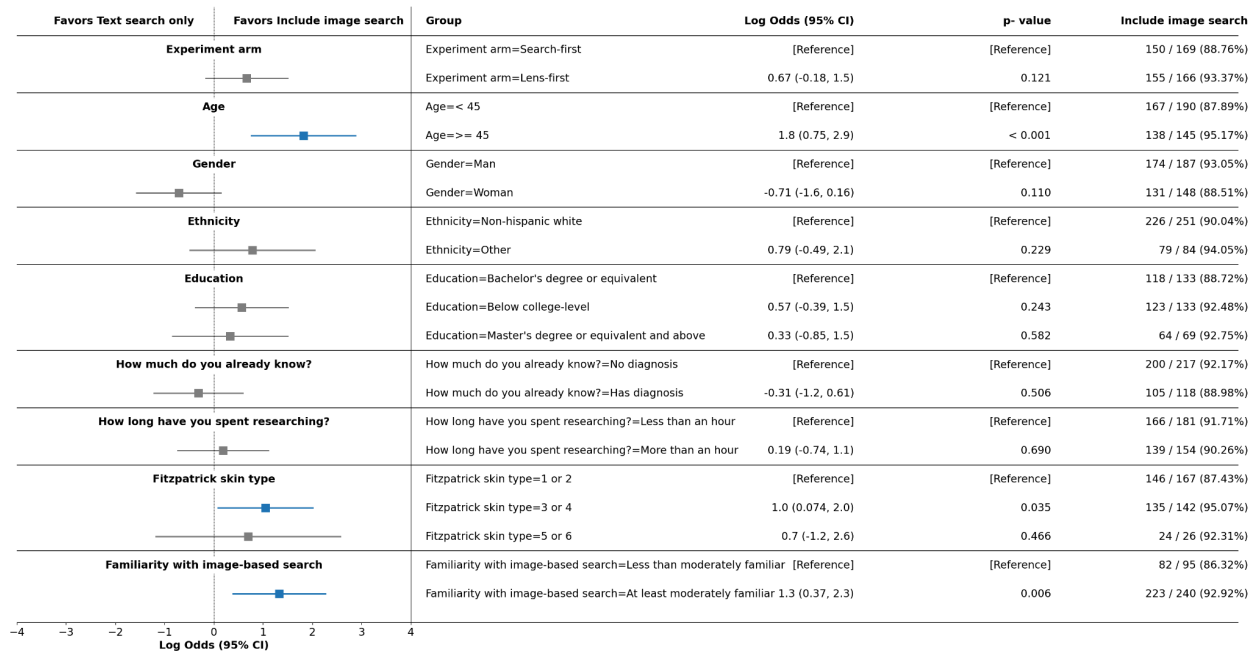 Favors Text search only Favors Include image search Group Log Odds (95% CI) p- value Include image search
Experiment arm Experiment arm=Search-first [Reference] [Reference] 150 / 169 (88.76%)
Experiment arm=Lens-first 0.67 (-0.18, 1.5) 0.121 155 / 166 (93.37%)
Age Age=< 45 [Reference] [Reference] 167 / 190 (87.89%)
Age=>= 45 1.8 (0.75, 2.9) < 0.001 138 / 145 (95.17%)
Gender Gender=Man [Reference] [Reference] 174 / 187 (93.05%)
Gender=Woman -0.71 (-1.6, 0.16) 0.110 131 / 148 (88.51%)
Ethnicity Ethnicity=Non-hispanic white [Reference] [Reference] 226 / 251 (90.04%)
Ethnicity=Other 0.79 (-0.49, 2.1) 0.229 79 / 84 (94.05%)
Education Education=Bachelor's degree or equivalent [Reference] [Reference] 118 / 133 (88.72%)
Education=Below college-level 0.57 (-0.39, 1.5) 0.243 123 / 133 (92.48%)
Education=Master's degree or equivalent and above 0.33 (-0.85, 1.5) 0.582 64 / 69 (92.75%)
How much do you already know? How much do you already know?=No diagnosis [Reference] [Reference] 200 / 217 (92.17%)
How much do you already know?=Has diagnosis -0.31 (-1.2, 0.61) 0.506 105 / 118 (88.98%)
How long have you spent researching? How long have you spent researching?=Less than an hour [Reference] [Reference] 166 / 181 (91.71%)
How long have you spent researching?=More than an hour 0.19 (-0.74, 1.1) 0.690 139 / 154 (90.26%)
Fitzpatrick skin type Fitzpatrick skin type=1 or 2 [Reference] [Reference] 146 / 167 (87.43%)
Fitzpatrick skin type=3 or 4 1.0 (0.074, 2.0) 0.035 135 / 142 (95.07%)
Fitzpatrick skin type=5 or 6 0.7 (-1.2, 2.6) 0.466 24 / 26 (92.31%)
Familiarity with image-based search Familiarity with image-based search=Less than moderately familiar [Reference] [Reference] 82 / 95 (86.32%)
Familiarity with image-based search=At least moderately familiar 1.3 (0.37, 2.3) 0.006 223 / 240 (92.92%)
−4 −3 −2 −1 0 1 2 3 4
Log Odds (95% CI)